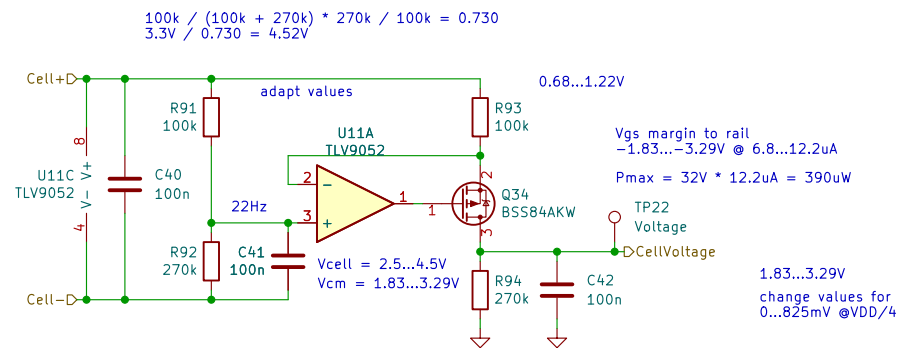 100k / (100k + 270k) * 270k / 100k = 0.730
3.3V / 0.730 = 4.52V
Cell+
adapt values
0.68...1.22V
R91
100k
R93
100k
8
U11C
TLV9052
V+
V-
4
C40
100n
U11A
TLV9052
2
-
3
+
1
1
2
3
Q34
BSS84AKW
Vgs margin to rail
-1.83...-3.29V @ 6.8...12.2uA
Pmax = 32V * 12.2uA = 390uW
TP22
Voltage
22Hz
R92
270k
C41
100n
Vcell = 2.5...4.5V
Vcm = 1.83...3.29V
CellVoltage
R94
270k
C42
100n
1.83...3.29V
change values for
0...825mV @VDD/4
Cell-